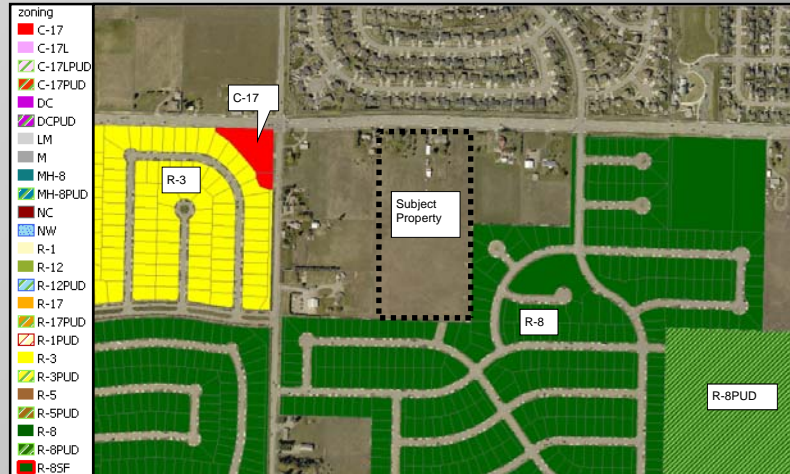 zoning
C-17
C-17L
C-17LPUD
C-17PUD
DC
DCPUD
LM
M
MH-8
MH-8PUD
NC
NW
R-1
R-12
R-12PUD
R-17
R-17PUD
R-1PUD
R-3
R-3PUD
R-5
R-5PUD
R-8
R-8PUD
R-8SF
C-17
R-3
Subject
Property
R-8
R-8PUD